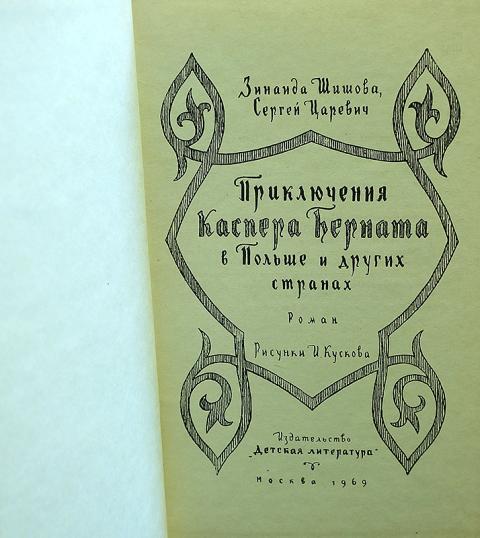 Зинаида Шишова,
Сергей Царевич
Приключения
Каспера Берната
в Польше и других
странах
Роман
Рисунки И Кускова
Издательство
„Детская литература"
Москва 1969